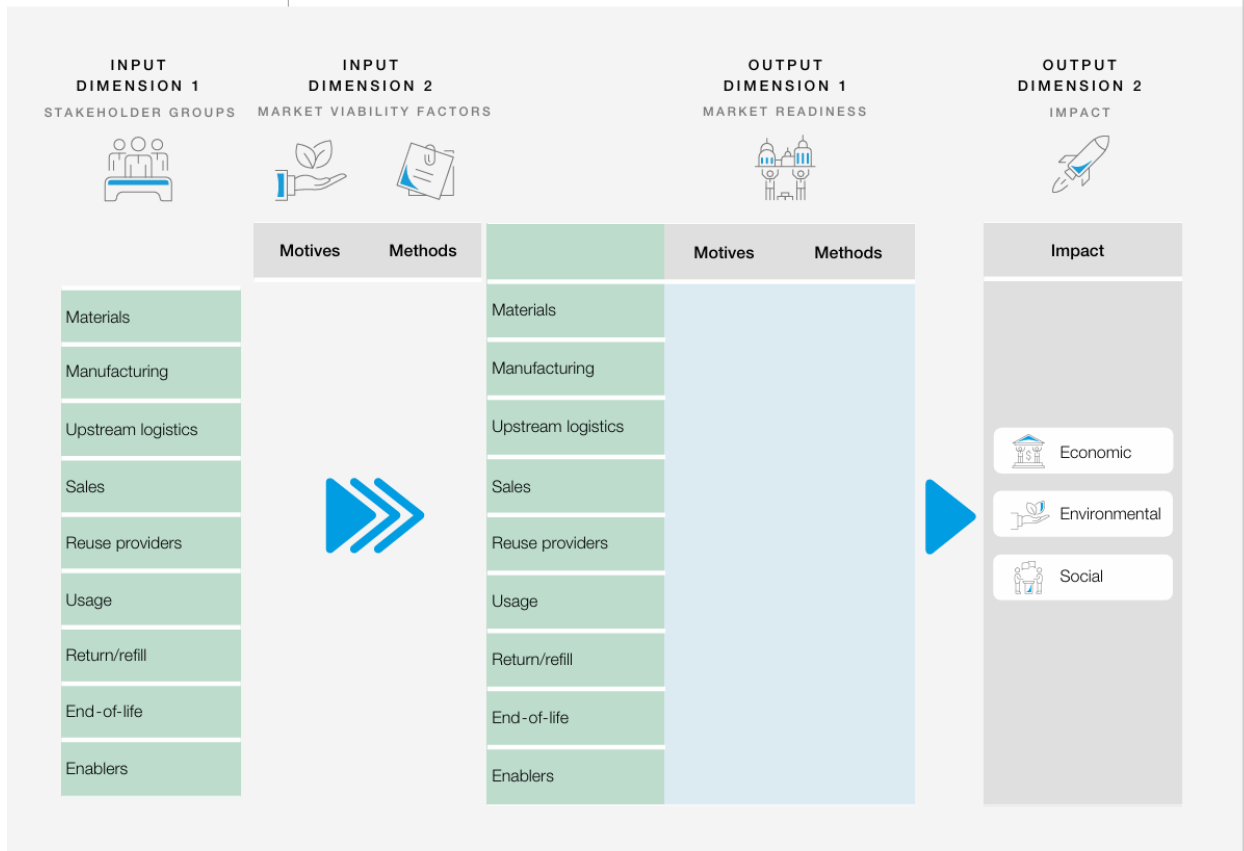 INPUT
DIMENSION 1
STAKEHOLDER GROUPS
INPUT
DIMENSION 2
MARKET VIABILITY FACTORS
OUTPUT
DIMENSION 1
MARKET READINESS
OUTPUT
DIMENSION 2
IMPACT
Motives Methods
Motives Methods
Impact
Materials
Manufacturing
Upstream logistics
Sales
Reuse providers
Usage
Return/refill
End-of-life
Enablers
Materials
Manufacturing
Upstream logistics
Sales
Reuse providers
Usage
Return/refill
End-of-life
Enablers
$
Economic
Environmental
Social